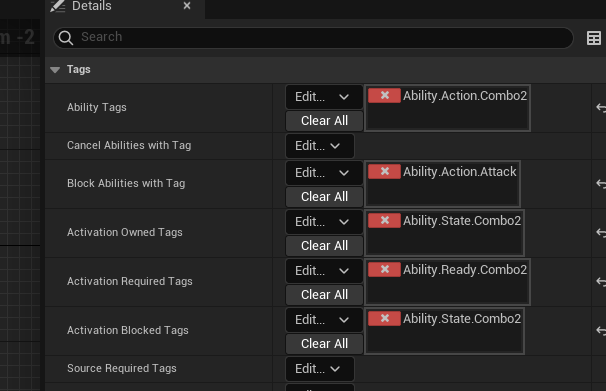 Details
m -2
Search
Tags
Ability Tags
Edit...
Clear All
Ability.Action.Combo2
Cancel Abilities with Tag
Edit...
Block Abilities with Tag
Edit...
Clear All
Ability.Action.Attack
Activation Owned Tags
Edit...
Clear All
Ability.State.Combo2
Activation Required Tags
Edit...
Clear All
Ability.Ready.Combo2
Activation Blocked Tags
Edit...
Clear All
Ability.State.Combo2
Source Required Tags
Edit...